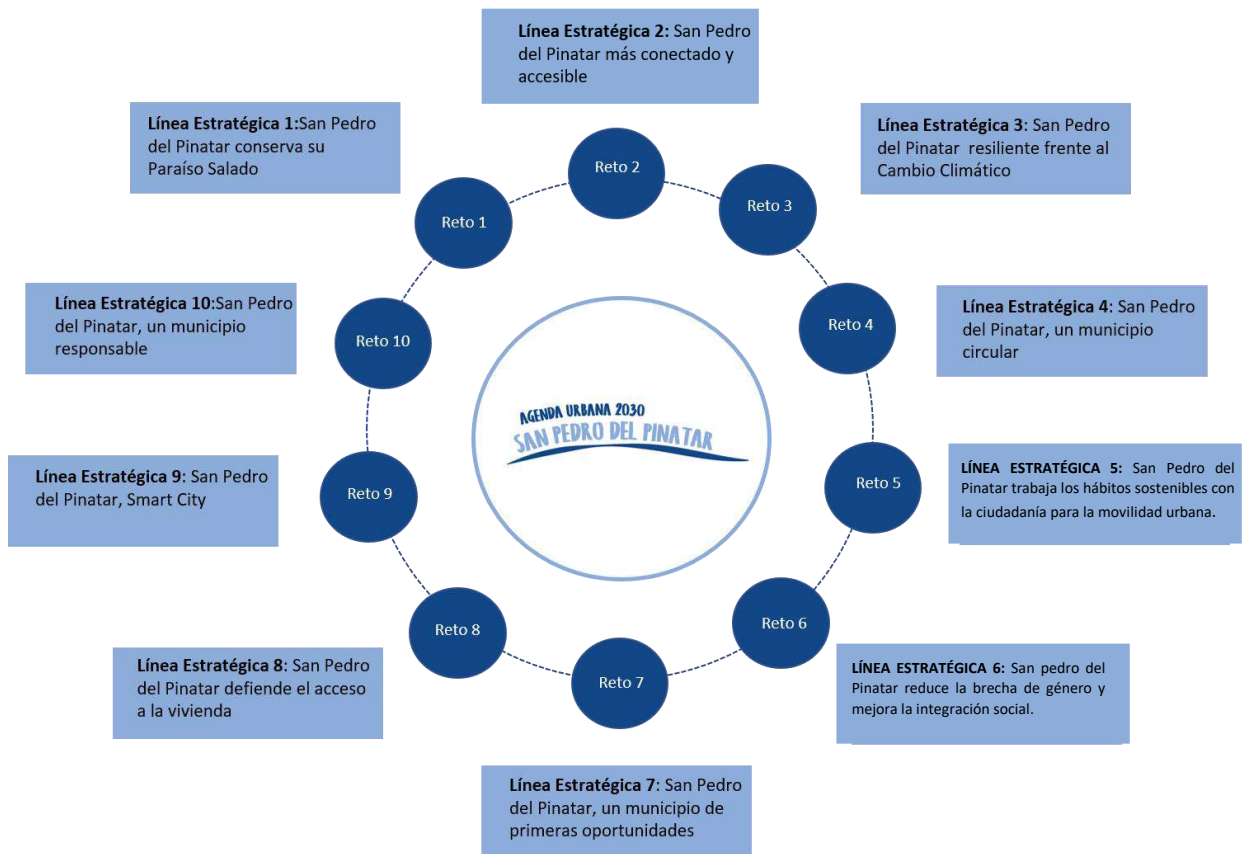 Línea Estratégica 2: San Pedro
del Pinatar más conectado y
accesible
Línea Estratégica 1:San Pedro
del Pinatar conserva su
Paraíso Salado
Línea Estratégica 3: San Pedro
del Pinatar resiliente frente al
Cambio Climático
Reto 2
Reto 1
Reto 3
Línea Estratégica 10:San Pedro
del Pinatar, un municipio
responsable
Reto 10
Reto 4
Línea Estratégica 4: San Pedro
del Pinatar, un municipio
circular
AGENDA URBANA 2030
SAN PEDRO DEL PINATAR
Línea Estratégica 9: San Pedro
del Pinatar, Smart City
Reto 9
Reto 5
LÍNEA ESTRATÉGICA 5: San Pedro del
Pinatar trabaja los hábitos sostenibles con
la ciudadanía para la movilidad urbana.
Reto 8
Reto 6
Reto 7
Línea Estratégica 8: San Pedro
del Pinatar defiende el acceso
a la vivienda
LÍNEA ESTRATÉGICA 6: San pedro del
Pinatar reduce la brecha de género y
mejora la integración social.
Línea Estratégica 7: San Pedro
del Pinatar, un municipio de
primeras oportunidades